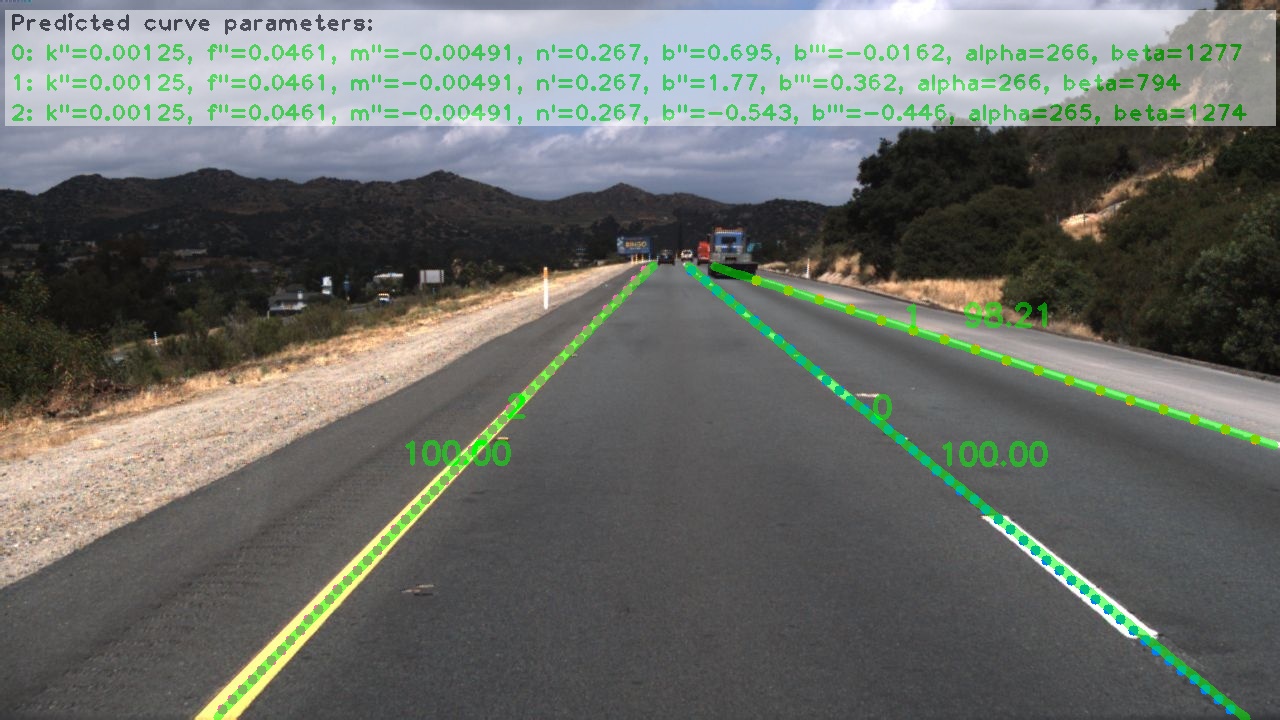 Predicted curve parameters:
0: k''=0.00125, f''=0.0461, m''=−0.00491, n'=0.267, b''=0.695, b'''=−0.0162, alpha=266, beta=1277
1: k''=0.00125, f''=0.0461, m''=−0.00491, n'=0.267, b''=1.77, b'''=0.362, alpha=266, beta=794
2: k''=0.00125, f''=0.0461, m''=−0.00491, n'=0.267, b''=−0.543, b'''=−0.446, alpha=265, beta=1274
BINGO
1 98.21
2 0
100.00 100.00